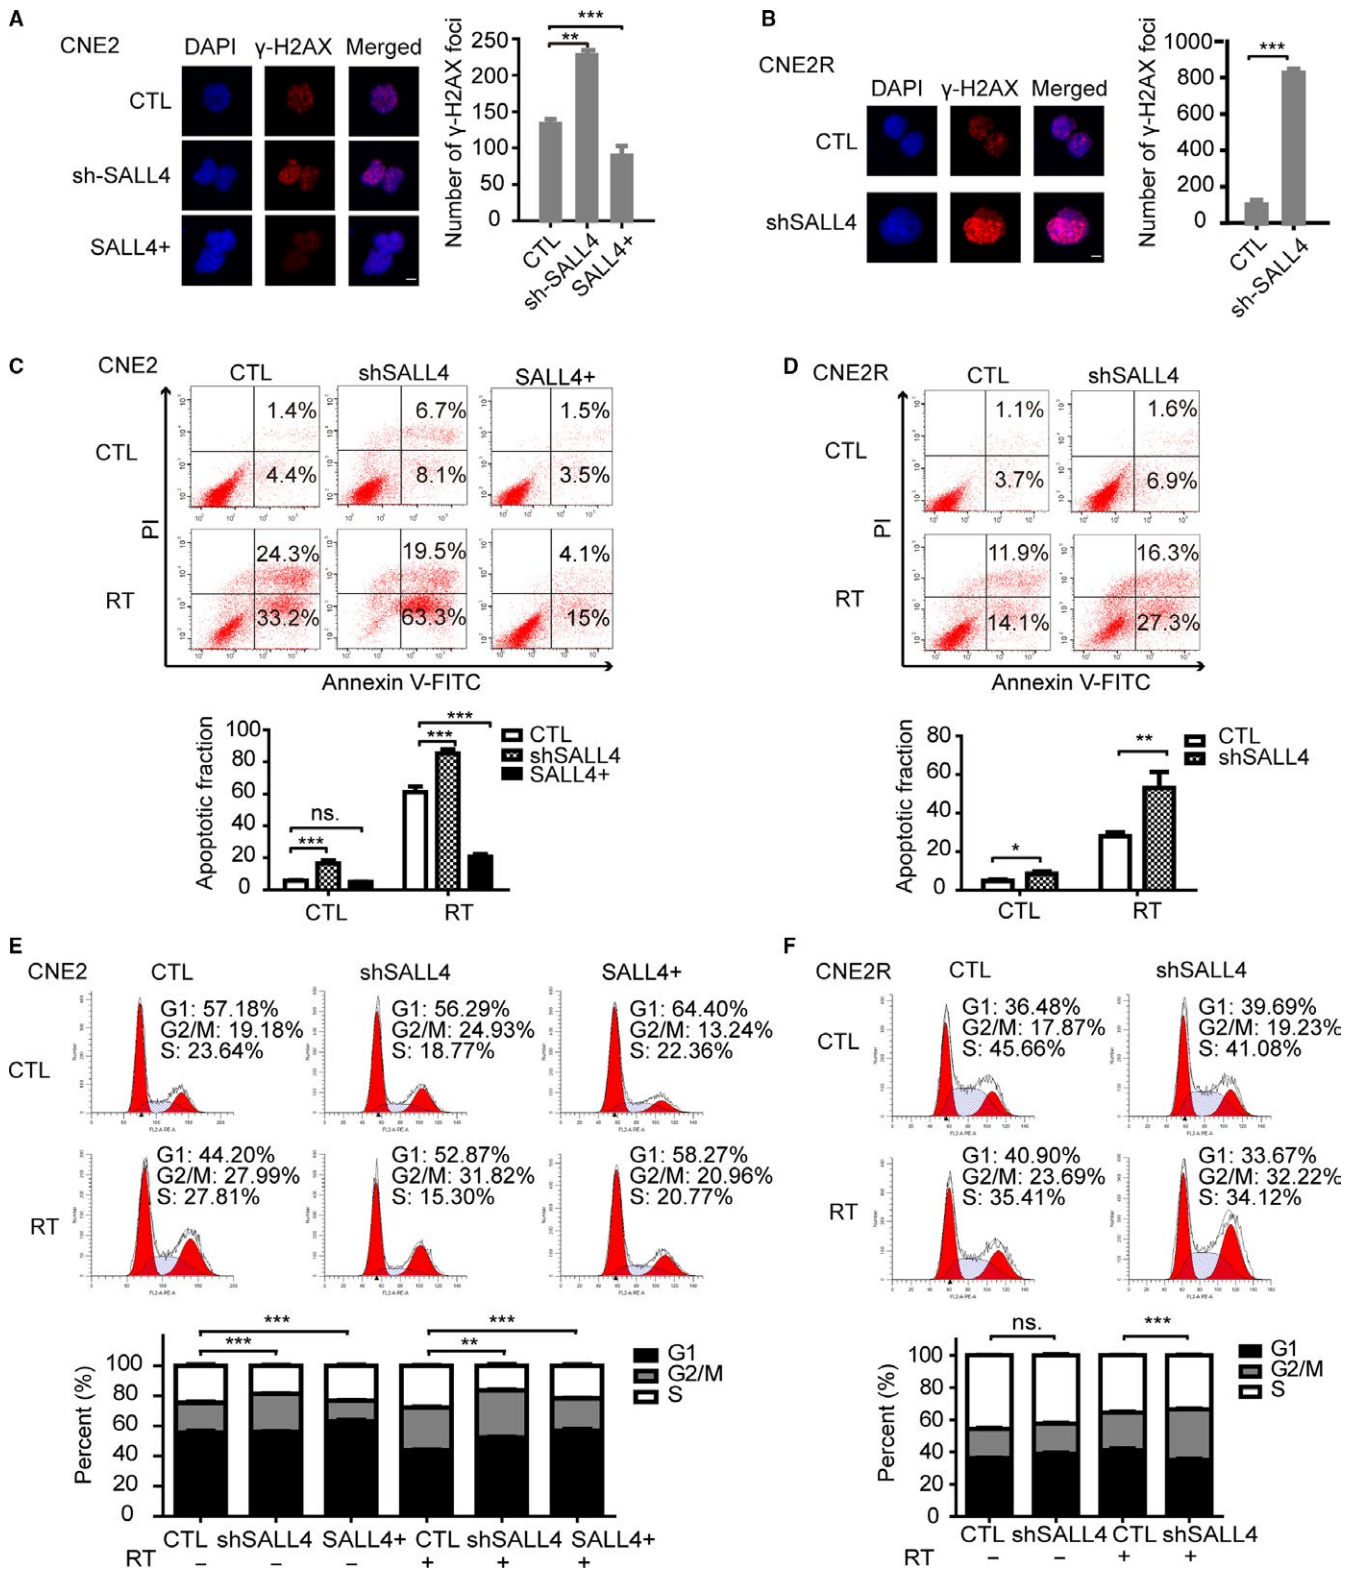 A
CNE2
DAPI γ-H2AX Merged
CTL
sh-SALL4
SALL4+
Number of γ-H2AX foci
250
200
150
100
50
0
***
**
CTL
sh-SALL4
SALL4+
B
CNE2R
DAPI γ-H2AX Merged
CTL
shSALL4
Number of γ-H2AX foci
1000
800
600
400
200
0
***
CTL
sh-SALL4
C
CNE2
CTL shSALL4 SALL4+
CTL
1.4% 6.7% 1.5%
4.4% 8.1% 3.5%
RT
24.3% 19.5% 4.1%
33.2% 63.3% 15%
PI
Annexin V-FITC
Apoptotic fraction
100
80
60
40
20
0
ns.
***
***
***
CTL
shSALL4
SALL4+
CTL RT
D
CNE2R
CTL shSALL4
CTL
1.1% 1.6%
3.7% 6.9%
RT
11.9% 16.3%
14.1% 27.3%
PI
Annexin V-FITC
Apoptotic fraction
80
60
40
20
0
*
**
CTL
shSALL4
CTL RT
E
CNE2
CTL shSALL4 SALL4+
CTL
G1: 57.18%
G2/M: 19.18%
S: 23.64%
G1: 56.29%
G2/M: 24.93%
S: 18.77%
G1: 64.40%
G2/M: 13.24%
S: 22.36%
RT
G1: 44.20%
G2/M: 27.99%
S: 27.81%
G1: 52.87%
G2/M: 31.82%
S: 15.30%
G1: 58.27%
G2/M: 20.96%
S: 20.77%
Percent (%)
100
80
60
40
20
0
***
***
***
**
G1
G2/M
S
CTL shSALL4 SALL4+ CTL shSALL4 SALL4+
RT – – – + + +
F
CNE2R
CTL shSALL4
CTL
G1: 36.48%
G2/M: 17.87%
S: 45.66%
G1: 39.69%
G2/M: 19.23%
S: 41.08%
RT
G1: 40.90%
G2/M: 23.69%
S: 35.41%
G1: 33.67%
G2/M: 32.22%
S: 34.12%
Percent (%)
100
80
60
40
20
0
ns.
***
G1
G2/M
S
CTL shSALL4 CTL shSALL4
RT – – + +